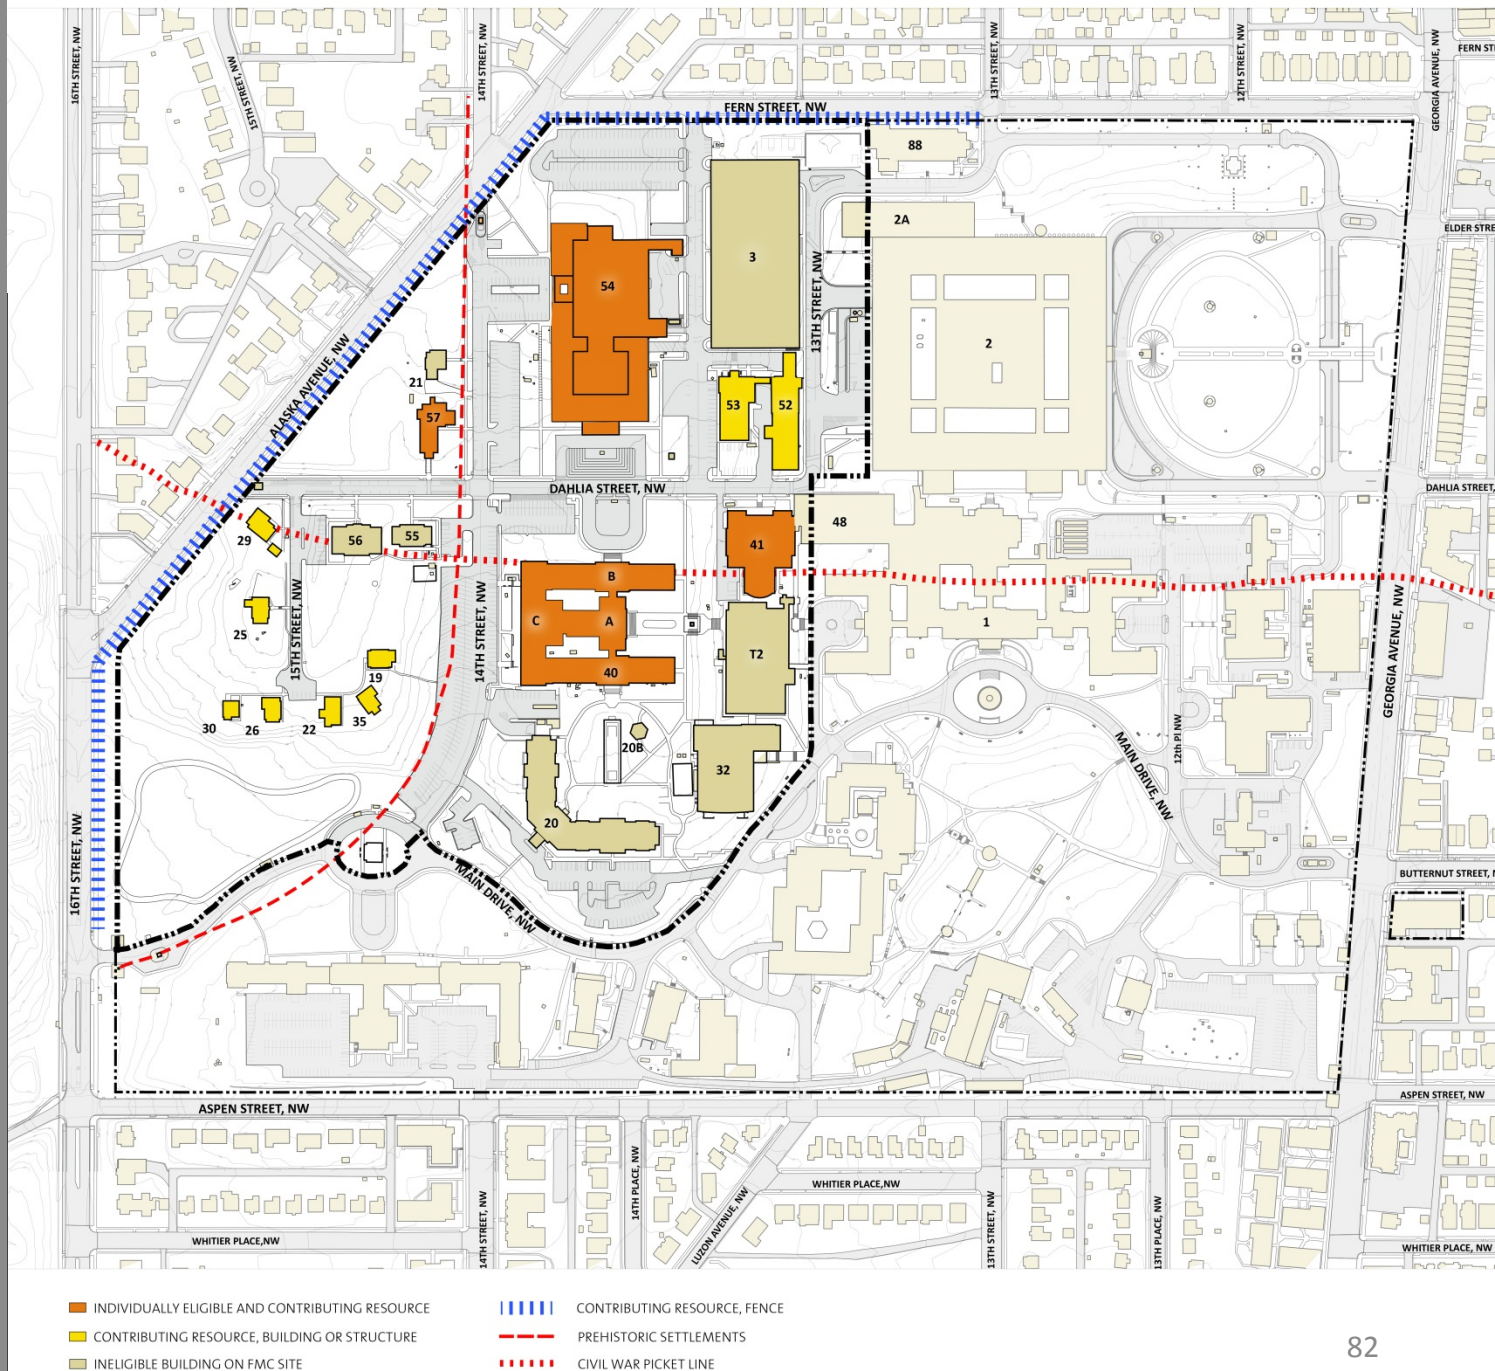 16TH STREET, NW
15TH STREET, NW
14TH STREET, NW
13TH STREET, NW
12TH STREET, NW
GEORGIA AVENUE, NW
FERN ST
FERN STREET, NW
88
2A
ELDER STRE
54
3
13TH STREET, NW
2
ALASKA AVENUE, NW
21
57
53
52
DAHLIA STREET, NW
DAHLIA STREET,
29
56
55
41
48
B
C
A
40
25
15TH STREET, NW
14TH STREET, NW
T2
1
GEORGIA AVENUE, NW
19
30
26
22
35
20B
32
20
MAIN DRIVE, NW
12th Pl NW
16TH STREET, NW
MAIN DRIVE, NW
BUTTERNUT STREET, N
ASPEN STREET, NW
ASPEN STREET, NW
14TH STREET, NW
14TH PLACE, NW
LUZON AVENUE, NW
WHITIER PLACE,NW
13TH STREET, NW
13TH PLACE, NW
WHITIER PLACE,NW
WHITIER PLACE, NW
INDIVIDUALLY ELIGIBLE AND CONTRIBUTING RESOURCE
CONTRIBUTING RESOURCE, BUILDING OR STRUCTURE
INELIGIBLE BUILDING ON FMC SITE
CONTRIBUTING RESOURCE, FENCE
PREHISTORIC SETTLEMENTS
CIVIL WAR PICKET LINE
82